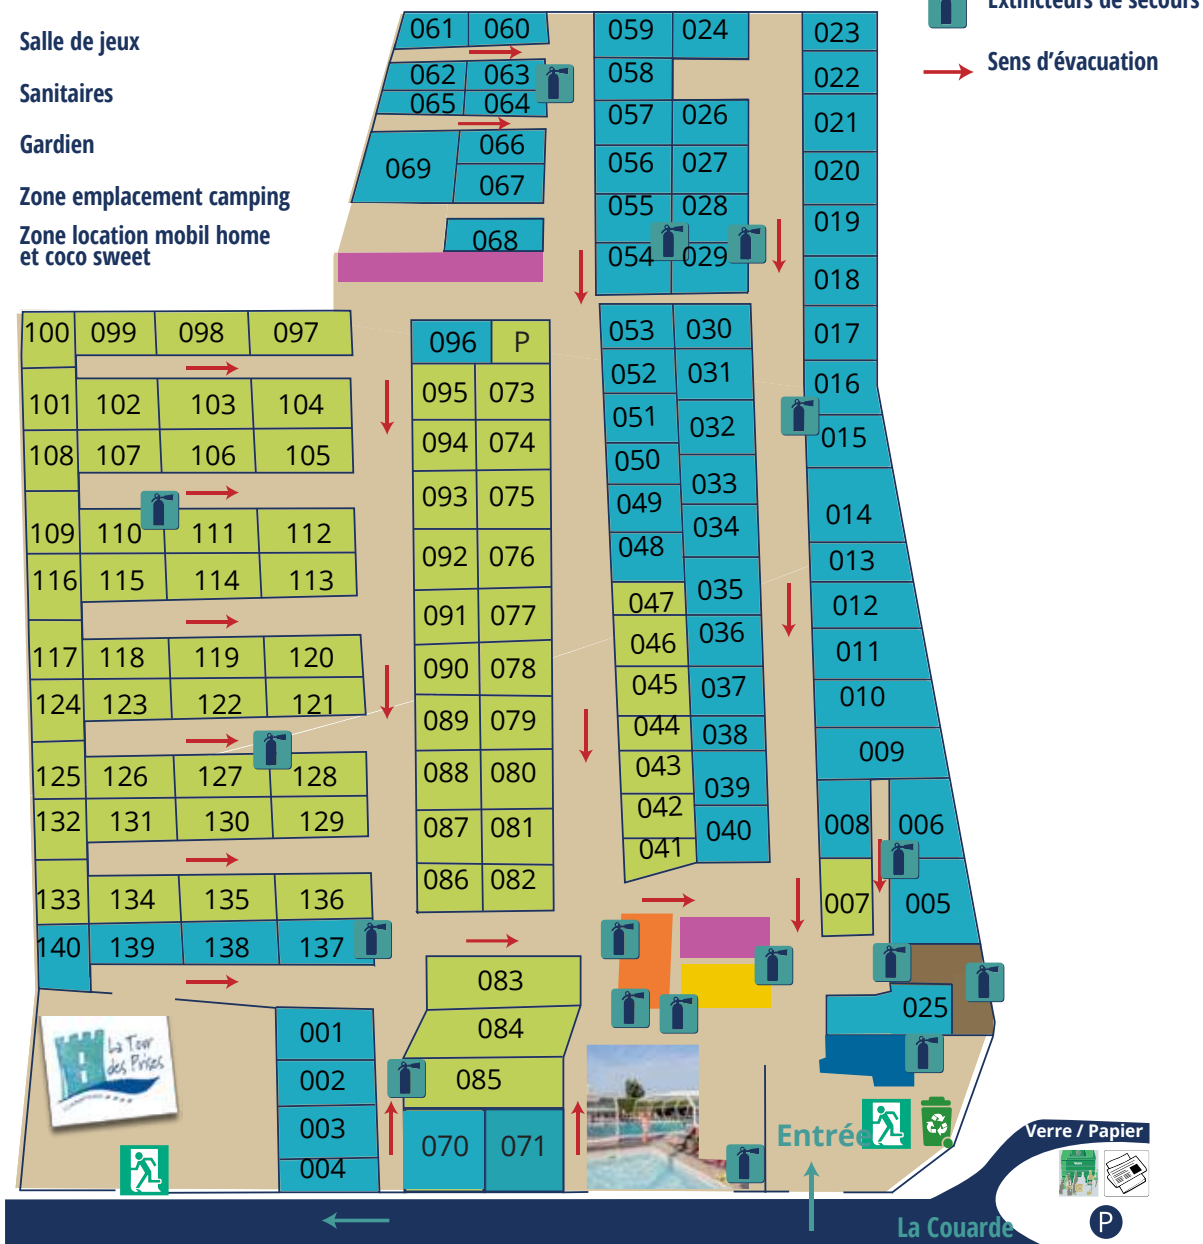 Extincteurs de secours
Sens d’évacuation
Salle de jeux
Sanitaires
Gardien
Zone emplacement camping
Zone location mobil home
et coco sweet
061 060
062 063
065 064
066
069
067
068
059 024
058
057 026
056 027
055 028
054 029
023
022
021
020
019
018
017
016
015
014
013
012
011
010
009
008 006
007 005
025
053 030
052 031
051 032
050
033
049
034
048
035
047
036
046
045 037
044 038
043
039
042
040
041
096 P
095 073
094 074
093 075
092 076
091 077
090 078
089 079
088 080
087 081
086 082
083
084
085
070 071
100 099 098 097
101 102 103 104
108 107 106 105
109 110 111 112
116 115 114 113
117 118 119 120
124 123 122 121
125 126 127 128
132 131 130 129
133 134 135 136
140 139 138 137
001
002
003
004
La Tour
des Prises
Entrée
Verre / Papier
La Couarde
P